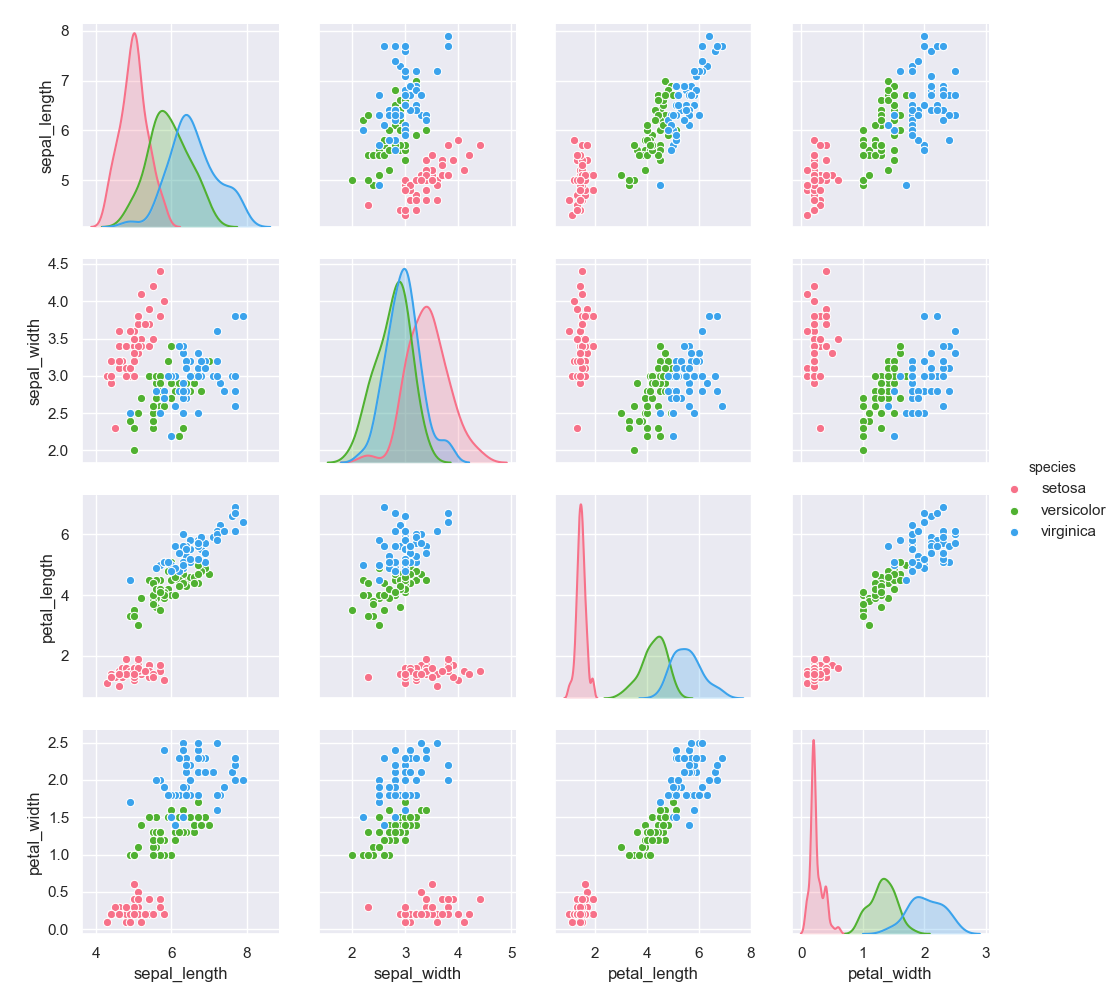 8
7
6
5
sepal_length
4.5
4.0
3.5
3.0
2.5
2.0
sepal_width
species
setosa
versicolor
virginica
6
4
2
petal_length
2.5
2.0
1.5
1.0
0.5
0.0
petal_width
4 6 8
sepal_length
2 3 4 5
sepal_width
2 4 6 8
petal_length
0 1 2 3
petal_width